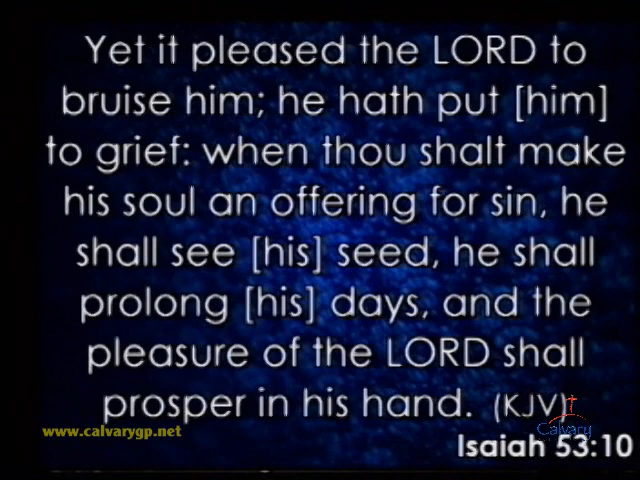 Yet it pleased the LORD to
bruise him; he hath put [him]
to grief: when thou shalt make
his soul an offering for sin, he
shall see [his] seed, he shall
prolong [his] days, and the
pleasure of the LORD shall
prosper in his hand. (KJV)
www.calvarygp.net
Calvary
Isaiah 53:10